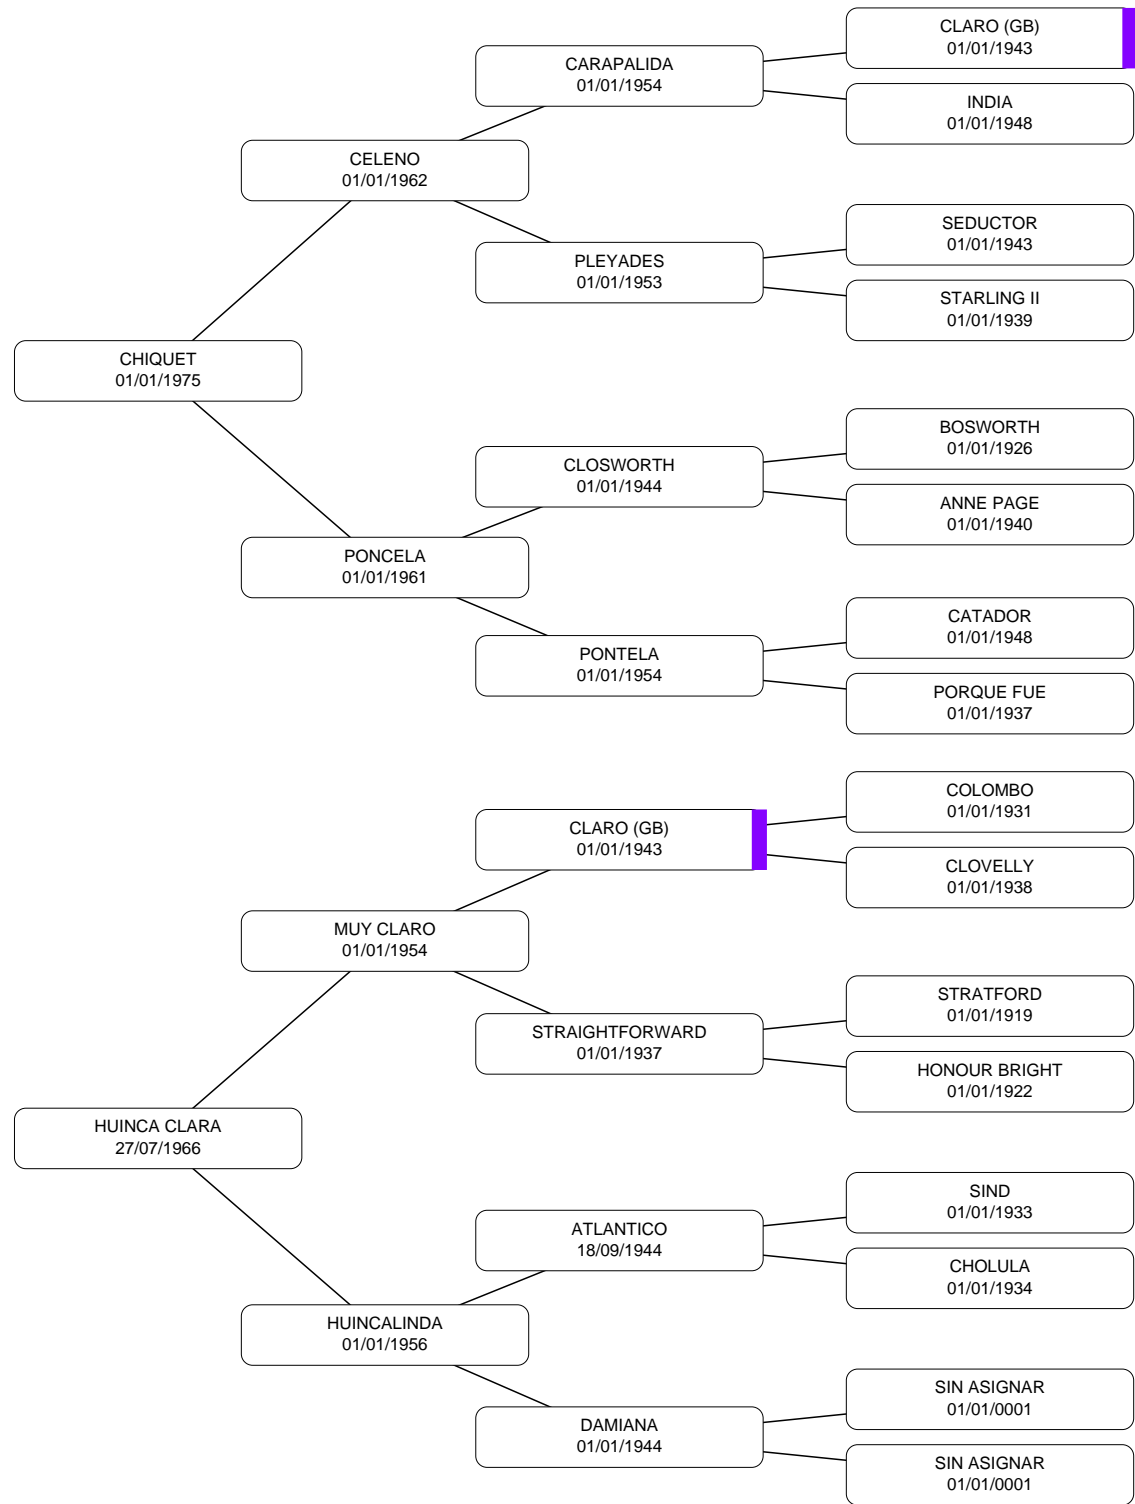 CLARO (GB)
01/01/1943
CARAPALIDA
01/01/1954
INDIA
01/01/1948
CELENO
01/01/1962
SEDUCTOR
01/01/1943
PLEYADES
01/01/1953
STARLING II
01/01/1939
CHIQUET
01/01/1975
BOSWORTH
01/01/1926
CLOSWORTH
01/01/1944
ANNE PAGE
01/01/1940
PONCELA
01/01/1961
CATADOR
01/01/1948
PONTELA
01/01/1954
PORQUE FUE
01/01/1937
COLOMBO
01/01/1931
CLARO (GB)
01/01/1943
CLOVELLY
01/01/1938
MUY CLARO
01/01/1954
STRATFORD
01/01/1919
STRAIGHTFORWARD
01/01/1937
HONOUR BRIGHT
01/01/1922
HUINCA CLARA
27/07/1966
SIND
01/01/1933
ATLANTICO
18/09/1944
CHOLULA
01/01/1934
HUINCALINDA
01/01/1956
SIN ASIGNAR
01/01/0001
DAMIANA
01/01/1944
SIN ASIGNAR
01/01/0001